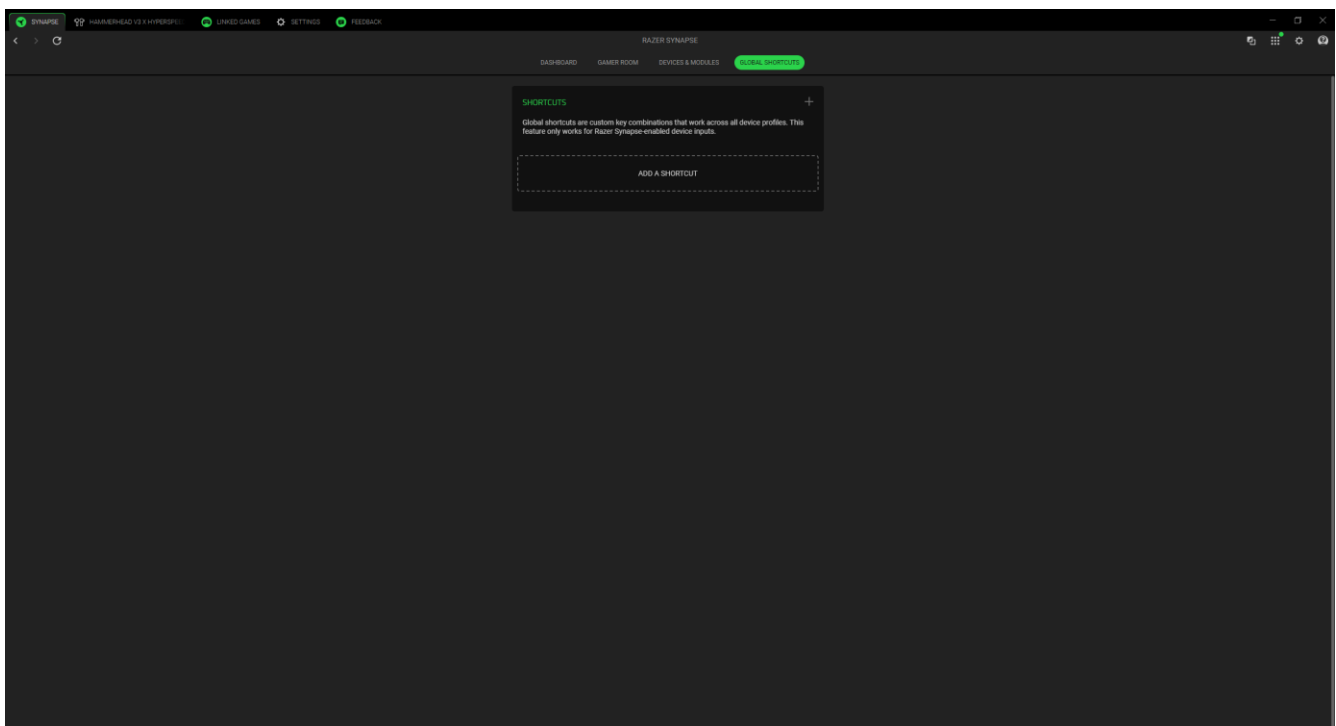 SYNAPSE
HAMMERHEAD V3 X HYPERSPEE
LINKED GAMES
SETTINGS
FEEDBACK
RAZER SYNAPSE
DASHBOARD
GAMER ROOM
DEVICES & MODULES
GLOBAL SHORTCUTS
SHORTCUTS
Global shortcuts are custom key combinations that work across all device profiles. This
feature only works for Razer Synapse-enabled device inputs.
ADD A SHORTCUT